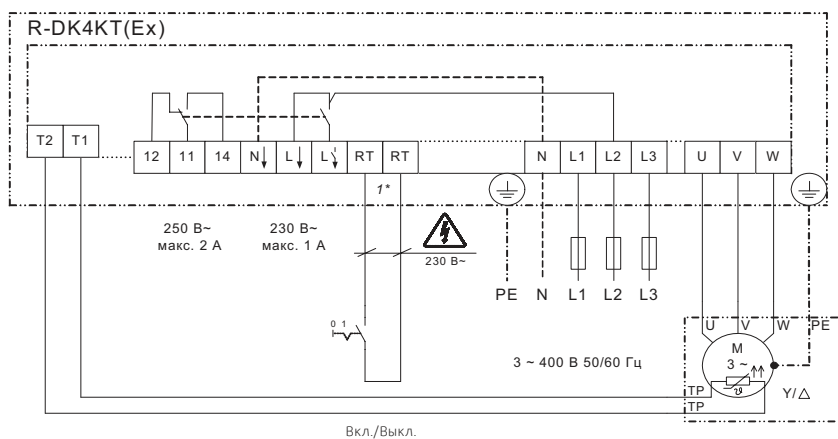 R-DK4KT(Ex)
T2 T1
12 11 14 N L L RT RT N L1 L2 L3 U V W
1*
250 В~
макс. 2 А
230 В~
макс. 1 А
230 В~
PE N L1 L2 L3
0 1
3 ~ 400 В 50/60 Гц
U V W PE
M
3 ~
ϑ
TP
TP
Y/△
Вкл./Выкл.